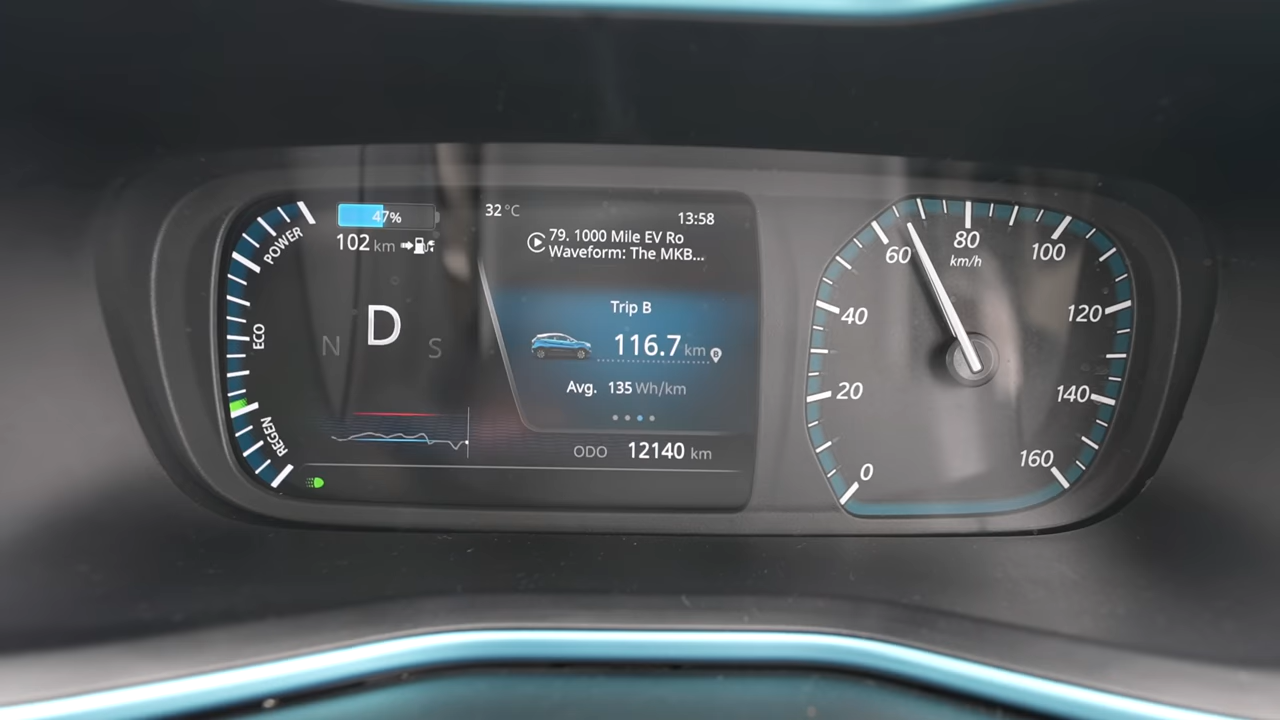 POWER
ECO
REGEN
47%
102 km
N D S
32 °C
13:58
79. 1000 Mile EV Ro
Waveform: The MKB...
Trip B
116.7 km
B
Avg. 135 Wh/km
ODO 12140 km
0
20
40
60
80
km/h
100
120
140
160